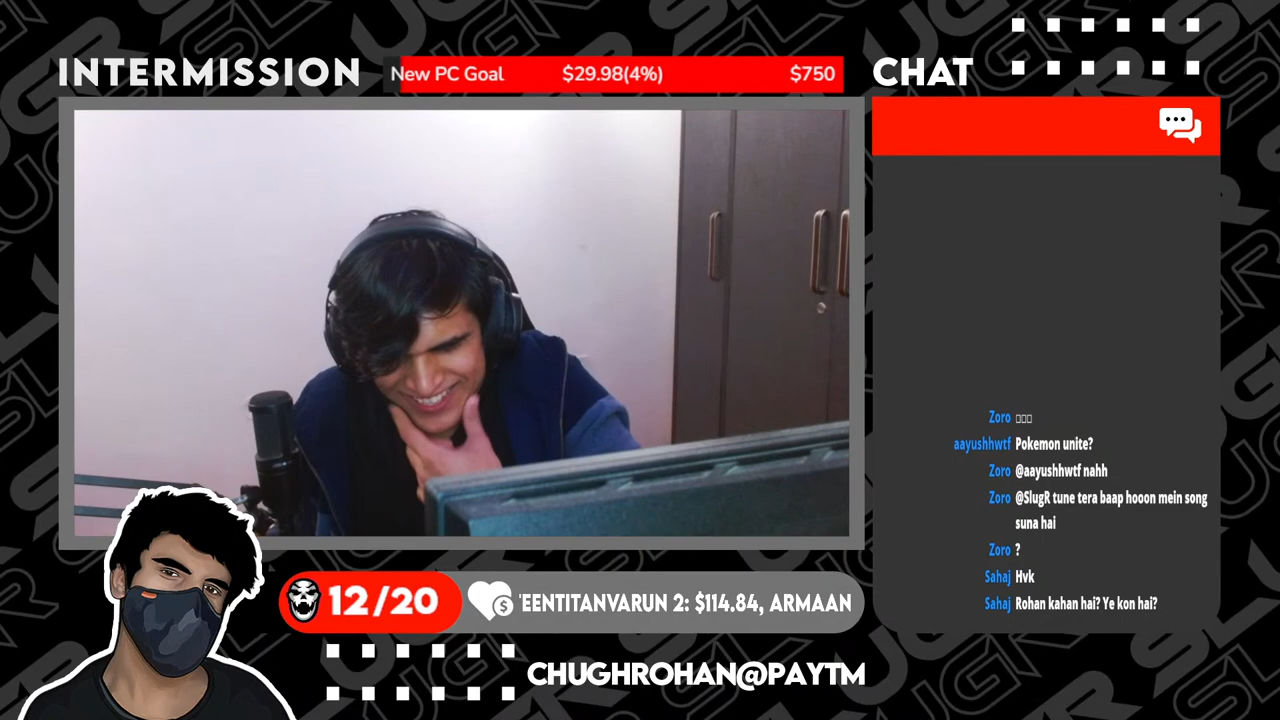 INTERMISSION
New PC Goal $29.98(4%) $750
CHAT
Zoro
aayushhwtf Pokemon unite?
Zoro @aayushhwtf nahh
Zoro @SlugR tune tera baap hooon mein song
suna hai
Zoro ?
Sahaj Hvk
Sahaj Rohan kahan hai? Ye kon hai?
12/20
'EENTITANVARUN 2: $114.84, ARMAAN
CHUGHROHAN@PAYTM